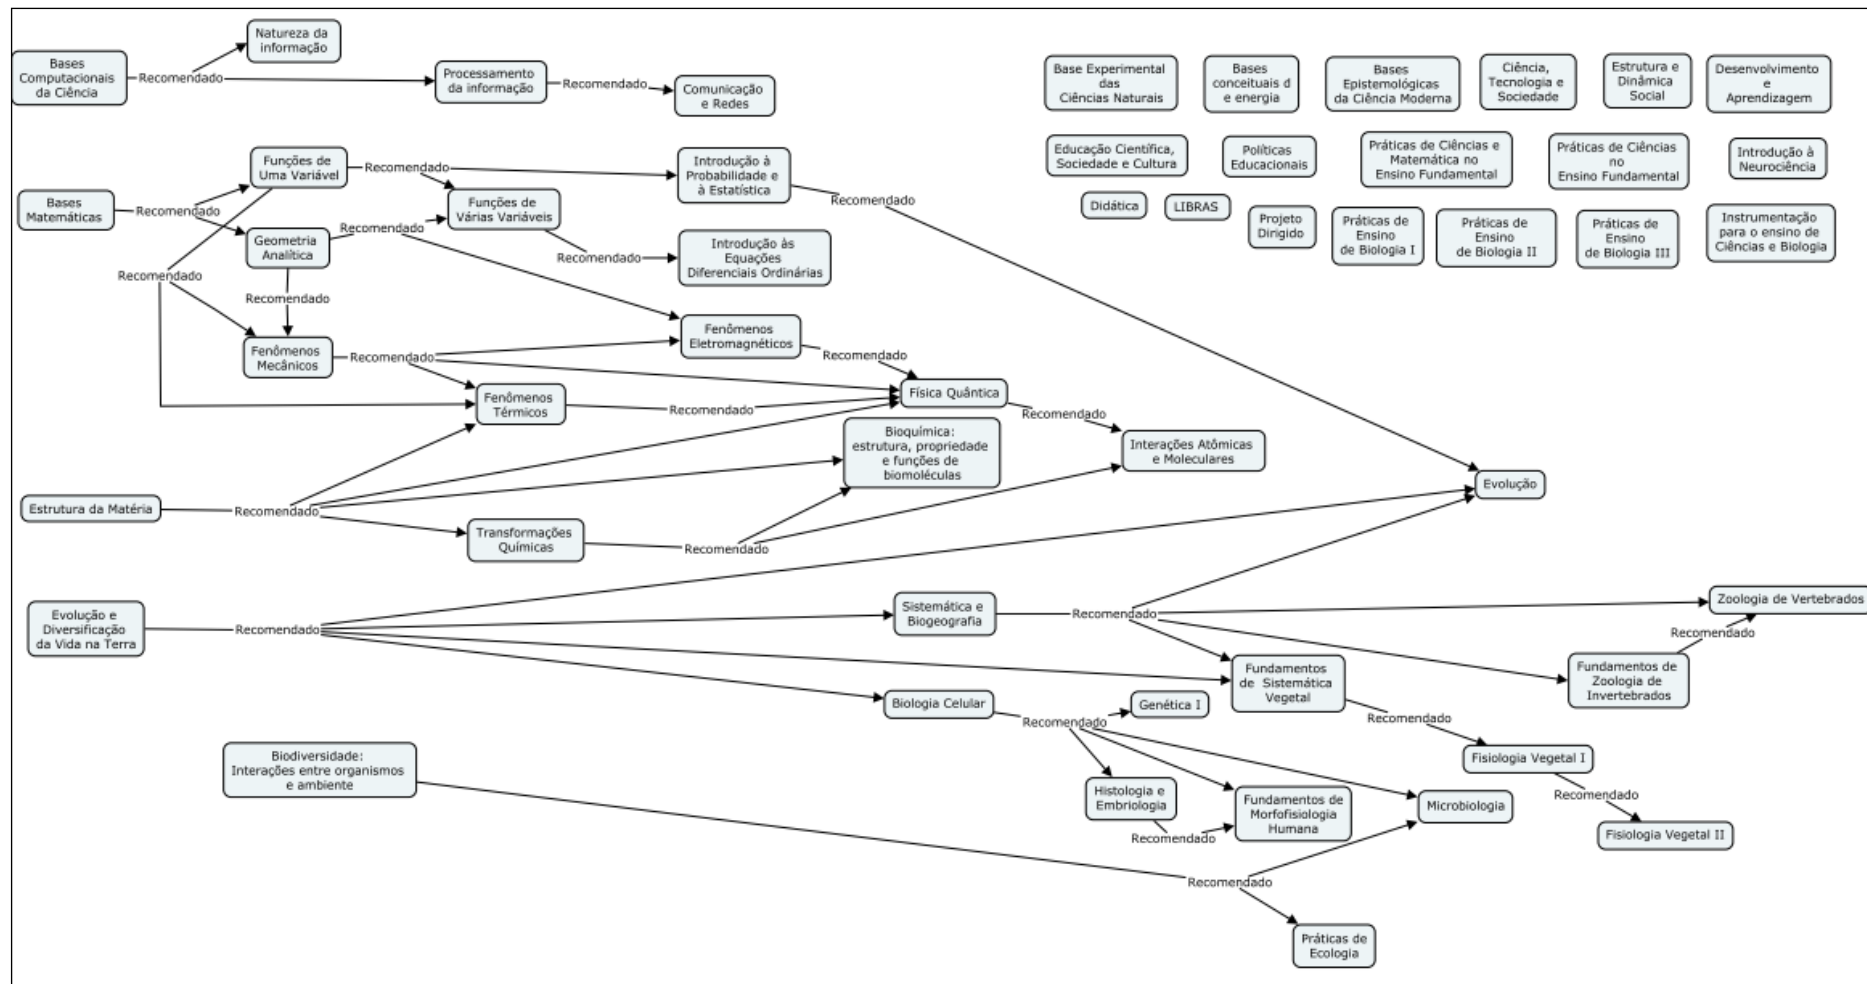 Natureza da
informação
Bases
Computacionais
da Ciência
Recomendado
Processamento
da informação
Recomendado
Comunicação
e Redes
Base Experimental
das
Ciências Naturais
Bases
conceituais d
e energia
Bases
Epistemológicas
da Ciência Moderna
Ciência,
Tecnologia e
Sociedade
Estrutura e
Dinâmica
Social
Desenvolvimento
e
Aprendizagem
Educação Científica,
Sociedade e Cultura
Políticas
Educacionais
Práticas de Ciências e
Matemática no
Ensino Fundamental
Práticas de Ciências
no
Ensino Fundamental
Introdução à
Neurociência
Didática
LIBRAS
Projeto
Dirigido
Práticas de
Ensino
de Biologia I
Práticas de
Ensino
de Biologia II
Práticas de
Ensino
de Biologia III
Instrumentação
para o ensino de
Ciências e Biologia
Funções de
Uma Variável
Recomendado
Introdução à
Probabilidade e
à Estatística
Recomendado
Bases
Matemáticas
Recomendado
Funções de
Várias Variáveis
Geometria
Analítica
Recomendado
Recomendado
Introdução às
Equações
Diferenciais Ordinárias
Recomendado
Recomendado
Fenômenos
Mecânicos
Recomendado
Fenômenos
Eletromagnéticos
Recomendado
Fenômenos
Térmicos
Recomendado
Física Quântica
Recomendado
Bioquímica:
estrutura, propriedade
e funções de
biomoléculas
Interações Atômicas
e Moleculares
Evolução
Estrutura da Matéria
Recomendado
Transformações
Químicas
Recomendado
Evolução e
Diversificação
da Vida na Terra
Recomendado
Sistemática e
Biogeografia
Recomendado
Zoologia de Vertebrados
Recomendado
Fundamentos
de Sistemática
Vegetal
Fundamentos de
Zoologia de
Invertebrados
Biologia Celular
Recomendado
Genética I
Recomendado
Fisiologia Vegetal I
Biodiversidade:
Interações entre organismos
e ambiente
Histologia e
Embriologia
Fundamentos de
Morfofisiologia
Humana
Microbiologia
Recomendado
Recomendado
Fisiologia Vegetal II
Recomendado
Práticas de
Ecologia